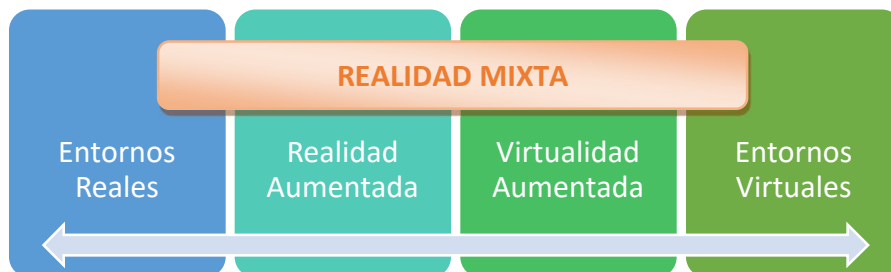 REALIDAD MIXTA
Entornos
Reales
Realidad
Aumentada
Virtualidad
Aumentada
Entornos
Virtuales